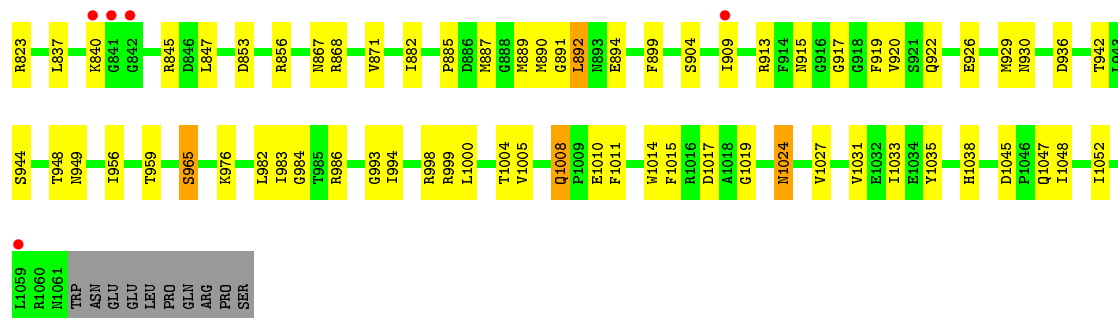 R823 L837 K840 G841 G842 R845 D846 L847 D853 R856 N867 R868 V871 I882 P885 D886 M887 G888 M889 M890 G891 L892 N893 E894 F899 S904 I909 R913 F914 N915 G916 G917 G918 F919 V920 S921 Q922 E926 M929 N930 D936 T942 L943
S944 T948 N949 I956 T959 S965 K976 L982 I983 G984 T985 R986 G993 I994 R998 R999 L1000 T1004 V1005 Q1008 P1009 E1010 F1011 W1014 F1015 R1016 D1017 A1018 G1019 N1024 V1027 V1031 E1032 I1033 E1034 Y1035 H1038 D1045 P1046 Q1047 I1048 I1052
L1059 R1060 N1061 TRP ASN GLU GLU LEU PRO GLN ARG PRO SER